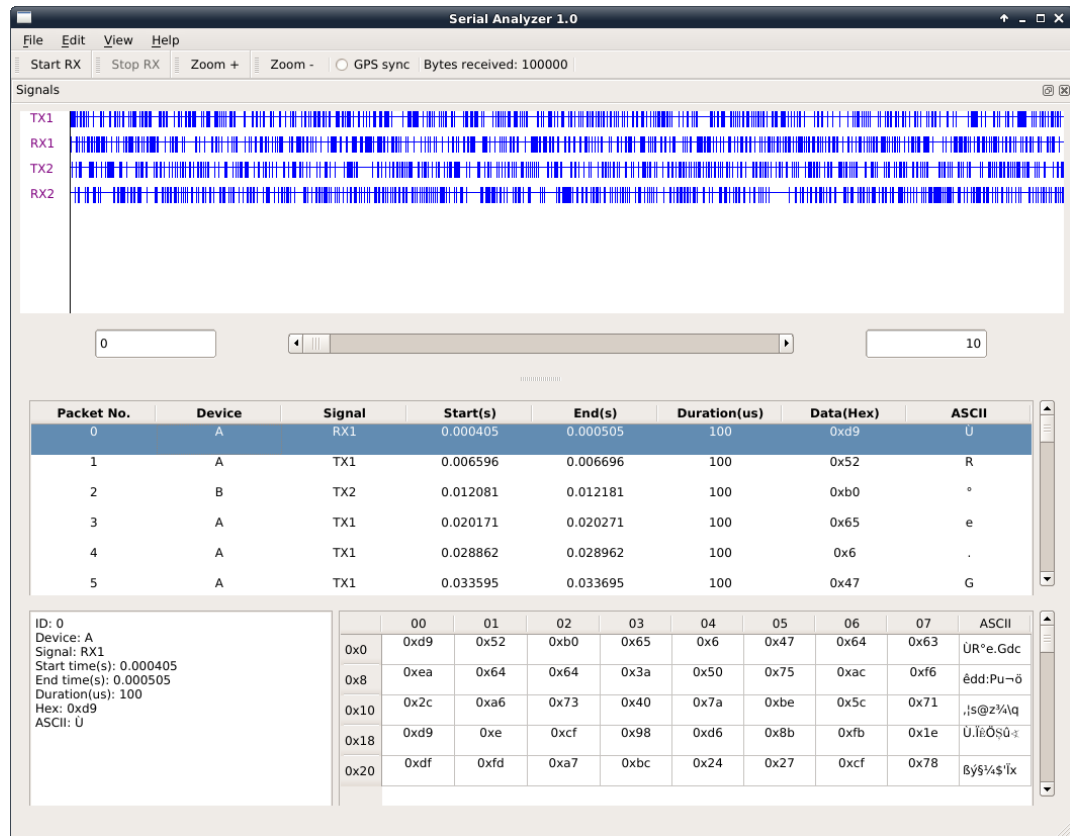 Serial Analyzer 1.0
File Edit View Help
Start RX Stop RX Zoom + Zoom - GPS sync Bytes received: 100000
Signals
TX1
RX1
TX2
RX2
0 10
Packet No. Device Signal Start(s) End(s) Duration(us) Data(Hex) ASCII
0 A RX1 0.000405 0.000505 100 0xd9 Ù
1 A TX1 0.006596 0.006696 100 0x52 R
2 B TX2 0.012081 0.012181 100 0xb0 °
3 A TX1 0.020171 0.020271 100 0x65 e
4 A TX1 0.028862 0.028962 100 0x6 .
5 A TX1 0.033595 0.033695 100 0x47 G
ID: 0
Device: A
Signal: RX1
Start time(s): 0.000405
End time(s): 0.000505
Duration(us): 100
Hex: 0xd9
ASCII: Ù
00 01 02 03 04 05 06 07 ASCII
0x0 0xd9 0x52 0xb0 0x65 0x6 0x47 0x64 0x63 ÙR°e.Gdc
0x8 0xea 0x64 0x64 0x3a 0x50 0x75 0xac 0xf6 êdd:Pu¬ö
0x10 0x2c 0xa6 0x73 0x40 0x7a 0xbe 0x5c 0x71 ,¦s@z¾\q
0x18 0xd9 0xe 0xcf 0x98 0xd6 0x8b 0xfb 0x1e
0x20 0xdf 0xfd 0xa7 0xbc 0x24 0x27 0xcf 0x78 ßý§¼$'Ïx